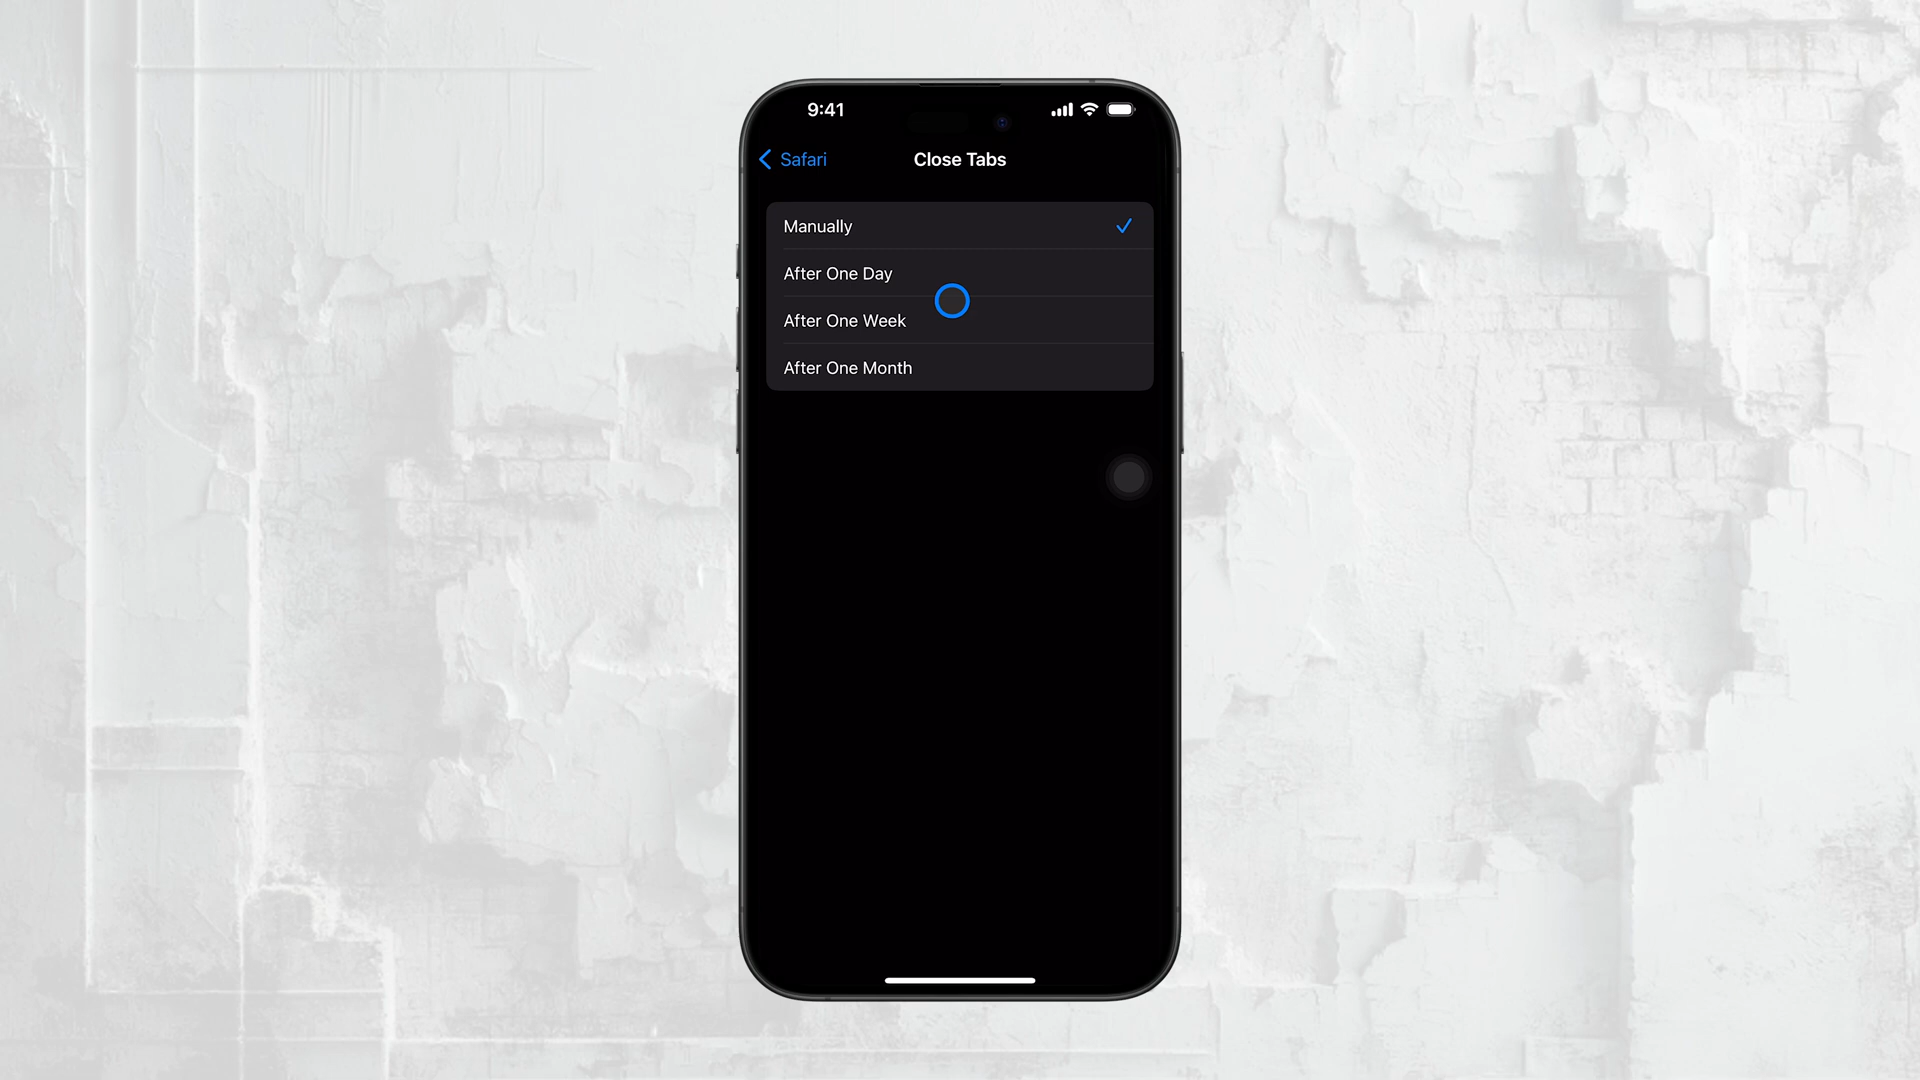 9:41
Safari
Close Tabs
Manually
After One Day
After One Week
After One Month